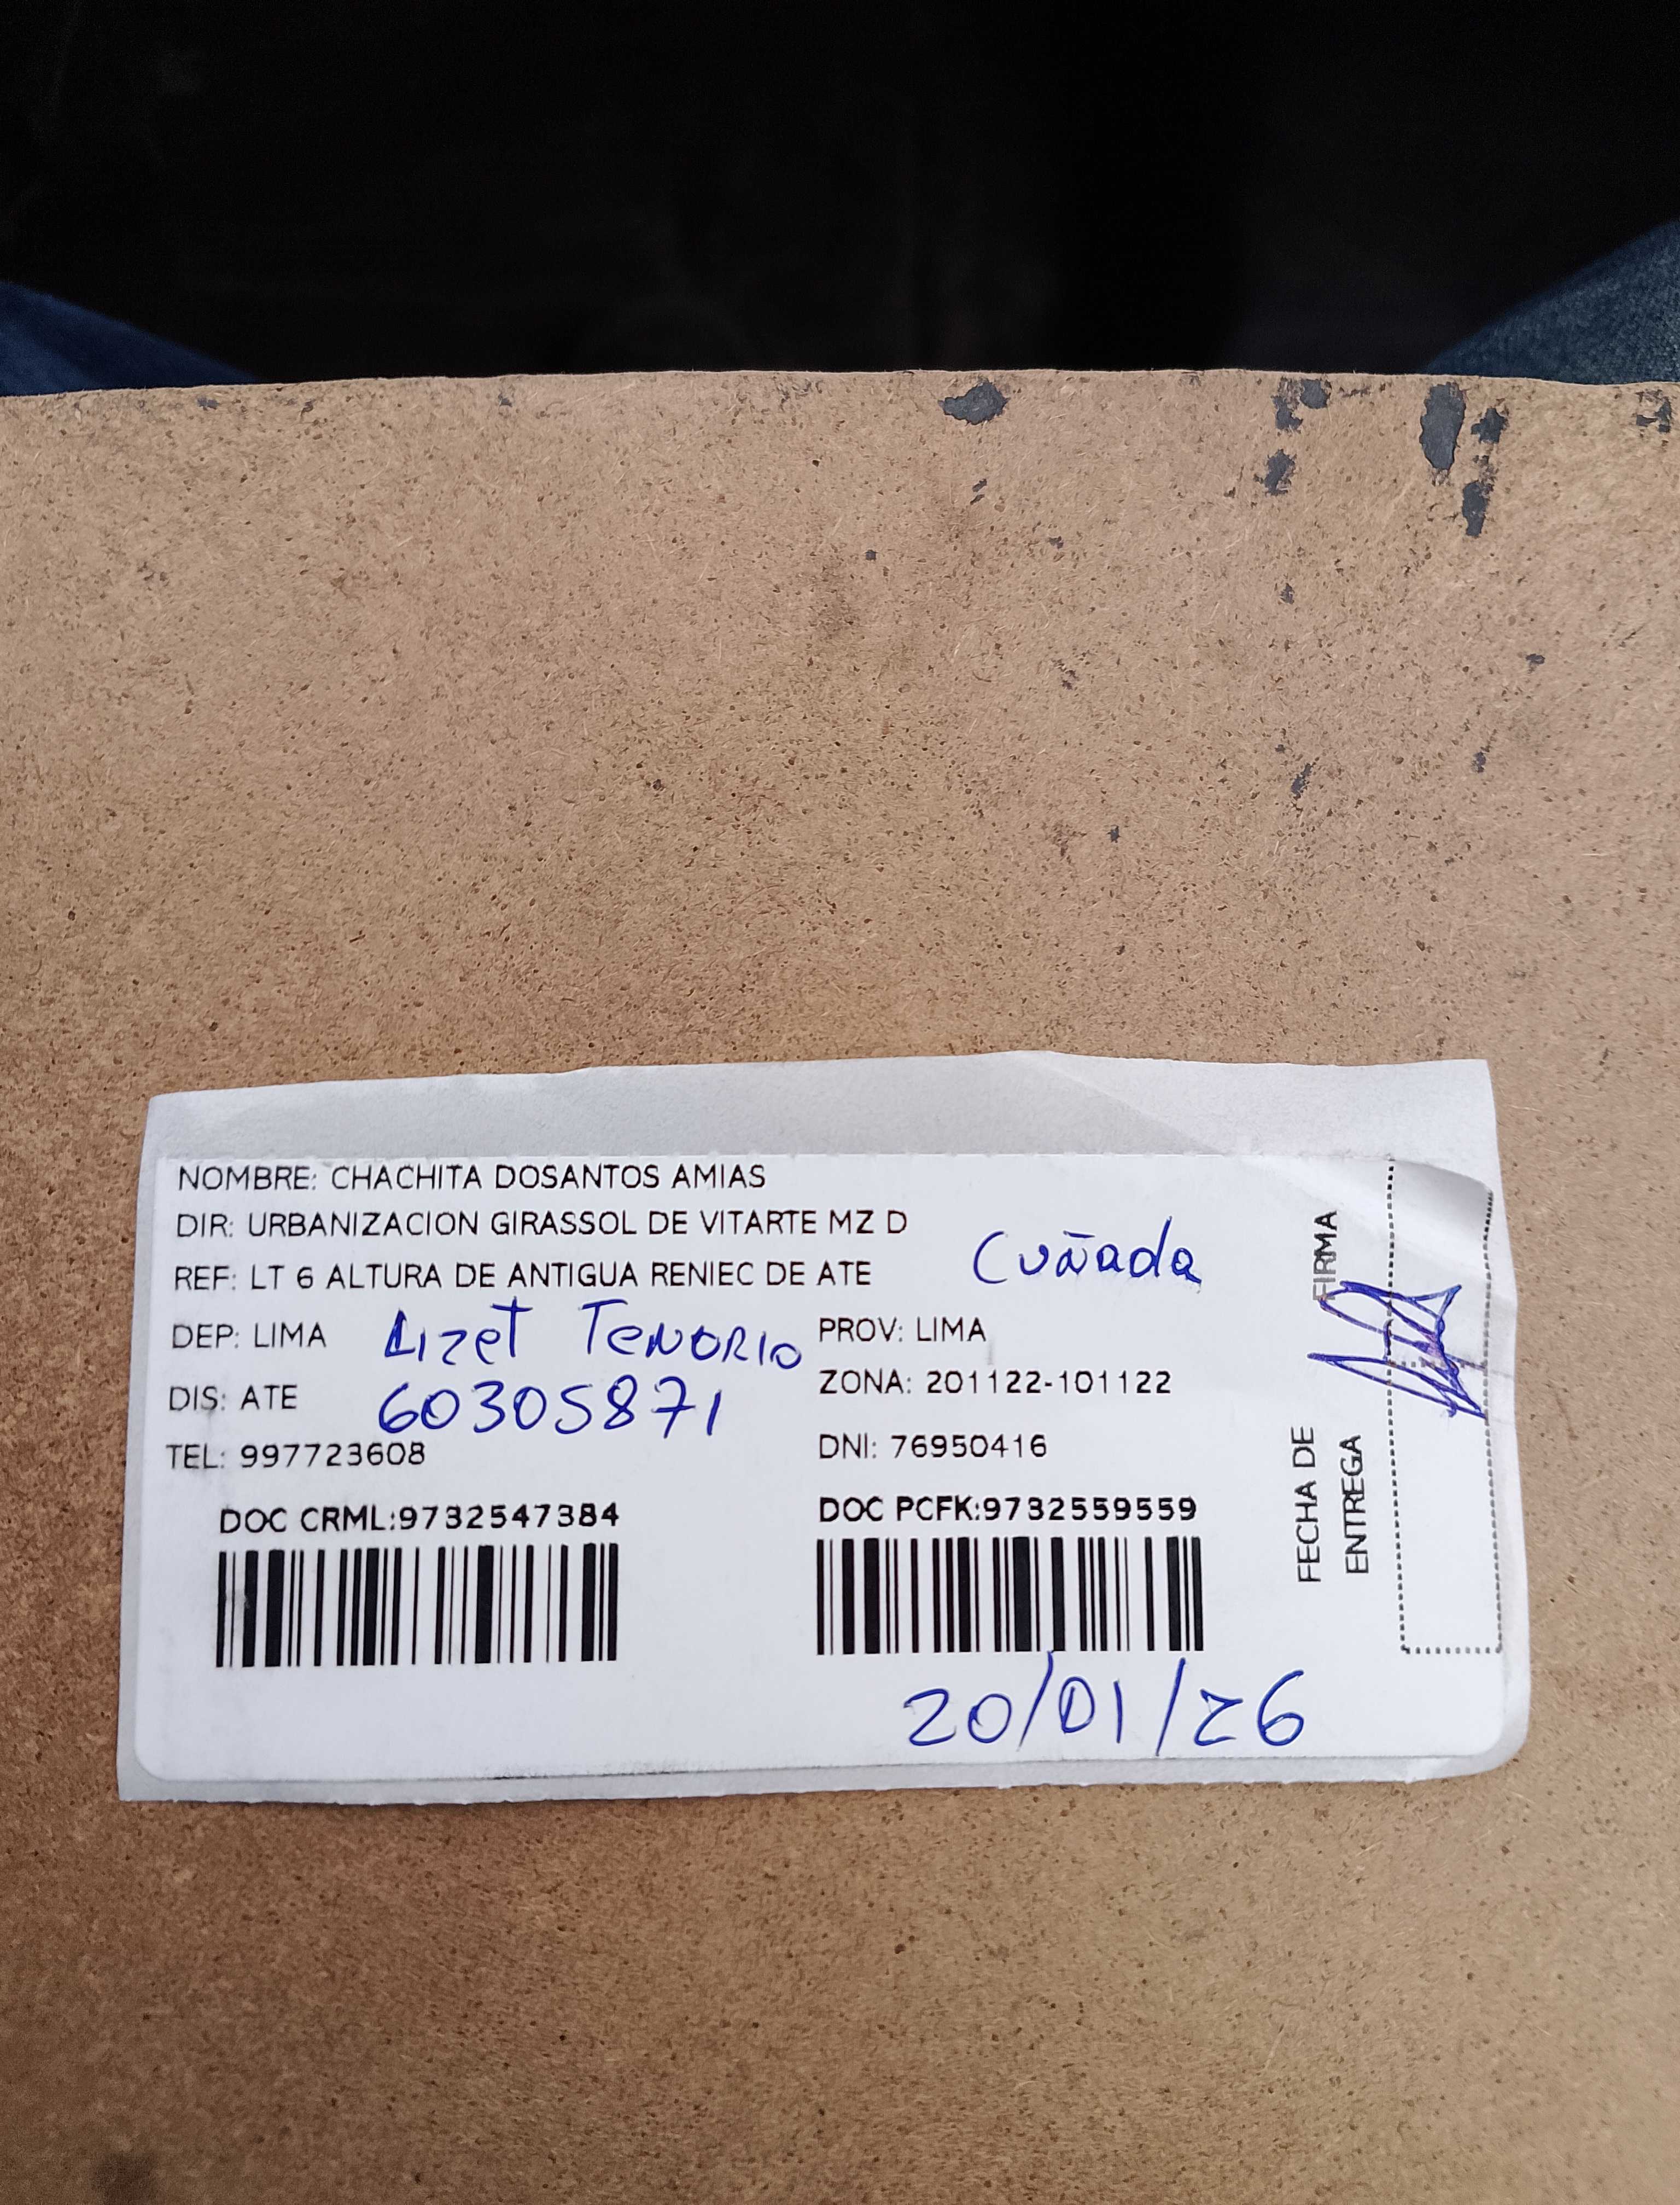 NOMBRE: CHACHITA DOSANTOS AMIAS
DIR: URBANIZACION GIRASSOL DE VITARTE MZ D
REF: LT 6 ALTURA DE ANTIGUA RENIEC DE ATE
Cuñada
DEP: LIMA
Lizet Tenorio
PROV: LIMA
DIS: ATE
60305871
ZONA: 201122-101122
TEL: 997723608
DNI: 76950416
DOC CRML:9732547384
DOC PCFK:9732559559
20/01/26
FIRMA
FECHA DE
ENTREGA